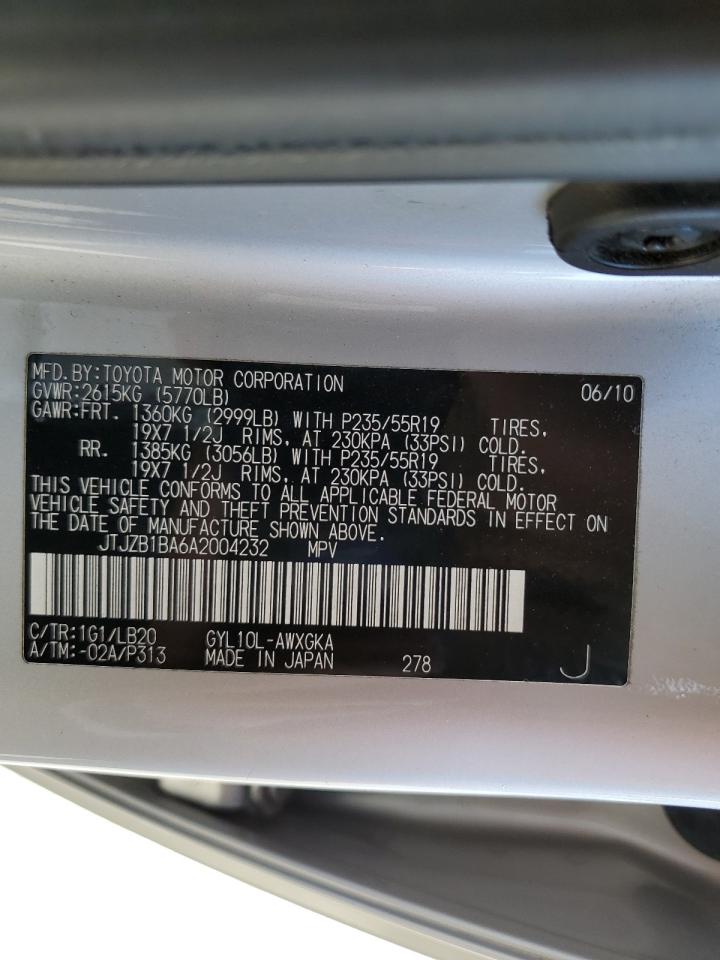 MFD.BY:TOYOTA MOTOR CORPORATION 06/10
GVWR:2615KG (5770LB)
GAWR:FRT. 1360KG (2999LB) WITH P235/55R19 TIRES,
19X7 1/2J RIMS, AT 230KPA (33PSI) COLD.
RR. 1385KG (3056LB) WITH P235/55R19 TIRES,
19X7 1/2J RIMS, AT 230KPA (33PSI) COLD.
THIS VEHICLE CONFORMS TO ALL APPLICABLE FEDERAL MOTOR
VEHICLE SAFETY AND THEFT PREVENTION STANDARDS IN EFFECT ON
THE DATE OF MANUFACTURE SHOWN ABOVE.
JTJZB1BA6A2004232 MPV
C/TR:1G1/LB20 GYL10L-AWXGKA
A/TM:-02A/P313 MADE IN JAPAN 278 J